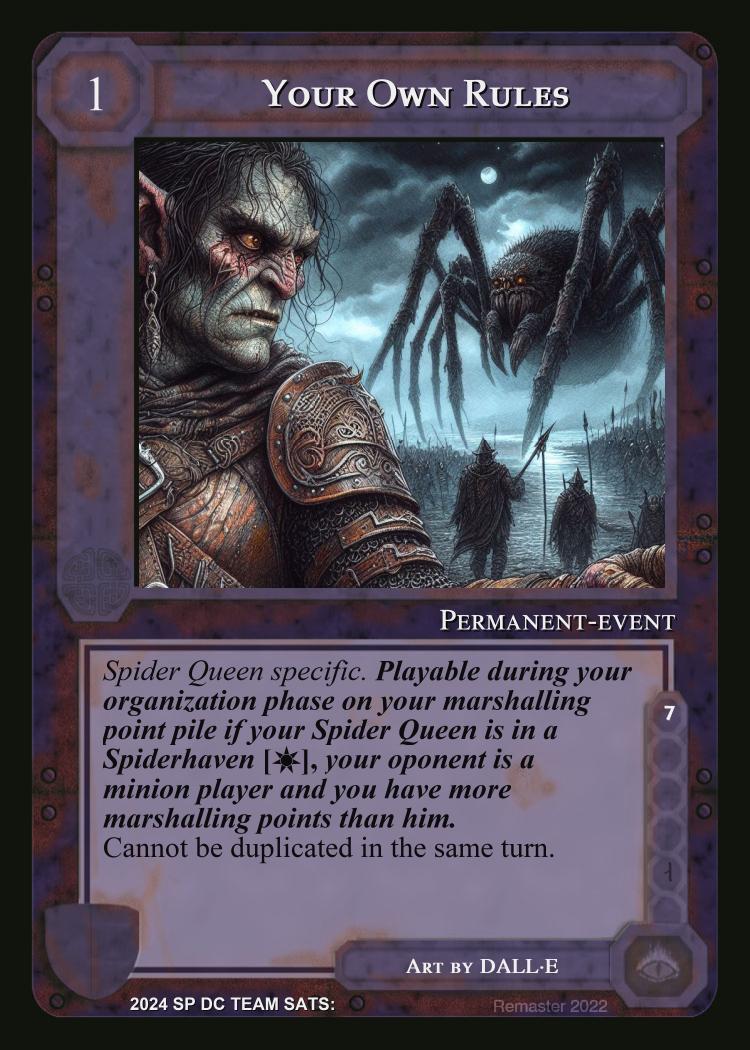 1
Your Own Rules
Permanent-event
Spider Queen specific. Playable during your
organization phase on your marshalling
point pile if your Spider Queen is in a
Spiderhaven [☀], your oponent is a
minion player and you have more
marshalling points than him.
Cannot be duplicated in the same turn.
7
Art by DALL·E
2024 SP DC TEAM SATS:
Remaster 2022